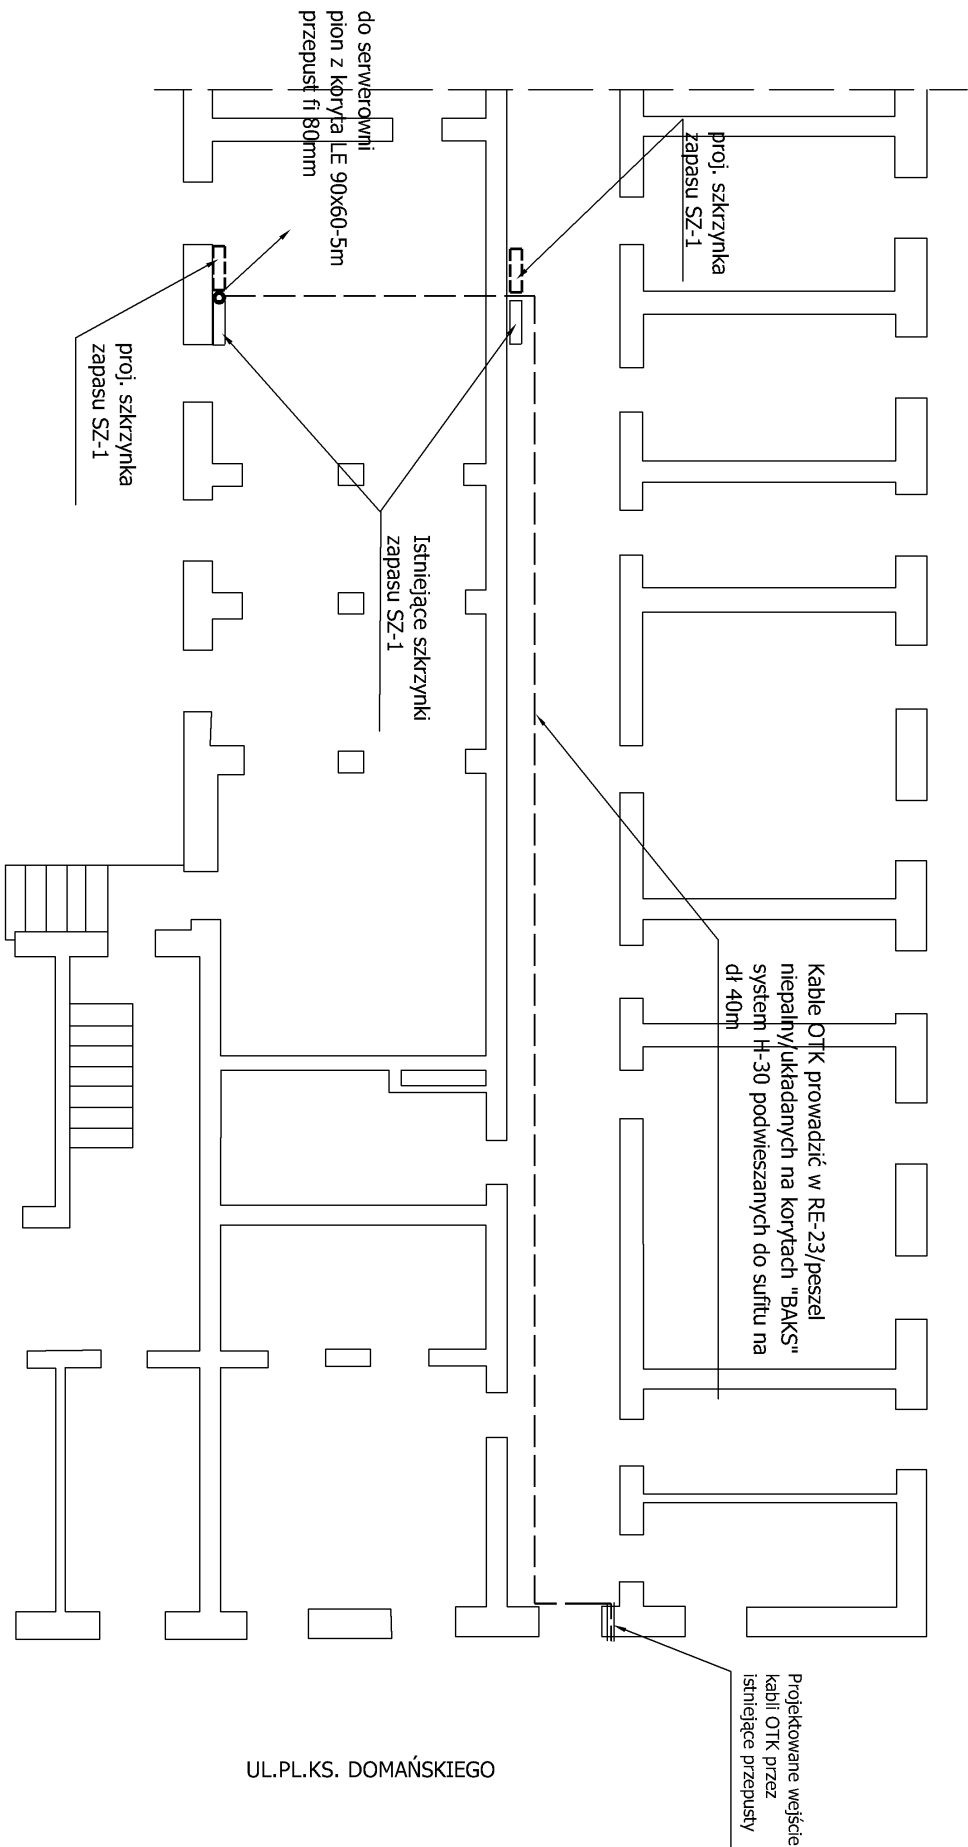 do serwerowni
pion z koryta LE 90x60-5m
przepust fi 80mm
proj. szkrzynka
zapasu SZ-1
proj. szkrzynka
zapasu SZ-1
Istniejące szkrzynki
zapasu SZ-1
Kable OTK prowadzić w RE-23/peszel
niepalny/układanych na korytach "BAKS"
system H-30 podwieszanych do sufitu na
dł 40m
Projektowane wejście
kabli OTK przez
istniejące przepusty
UL.PL.KS. DOMAŃSKIEGO